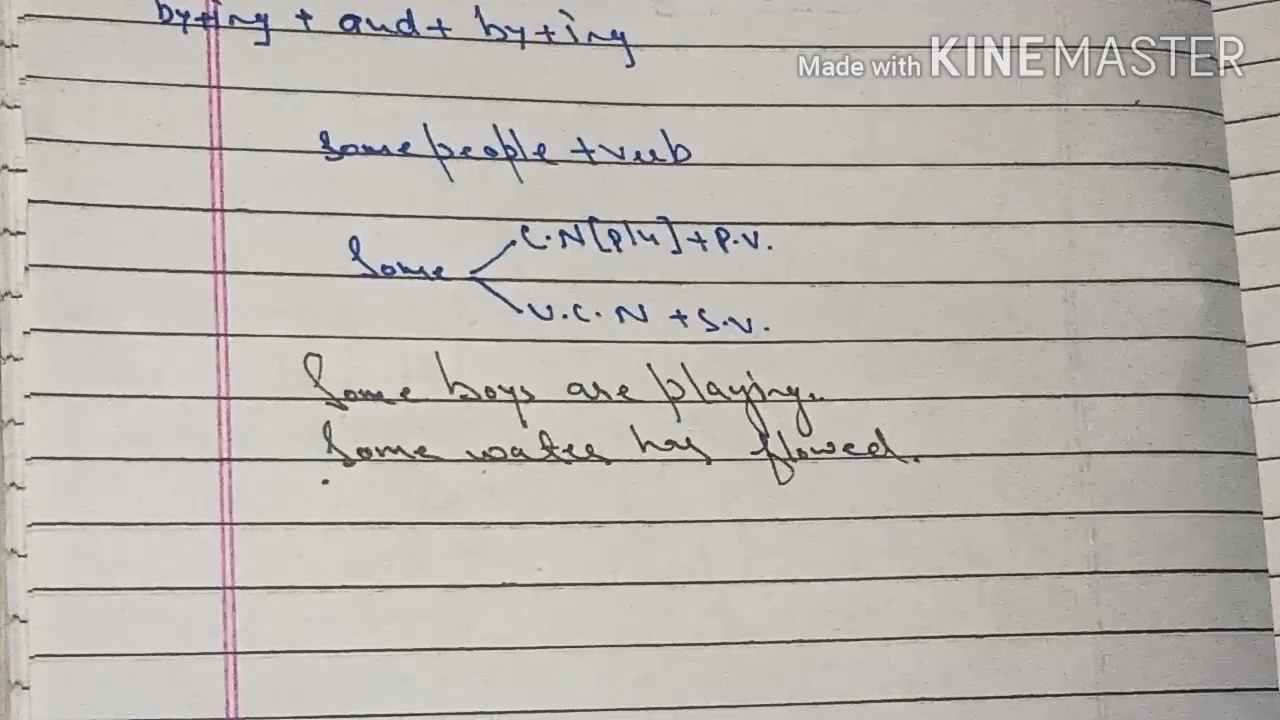 by+ing + and + by+ing
Made with KINEMASTER
Some people + verb
Some
C.N[plu] + P.V.
U.C.N + S.V.
Some boys are playing.
Some water has flowed.